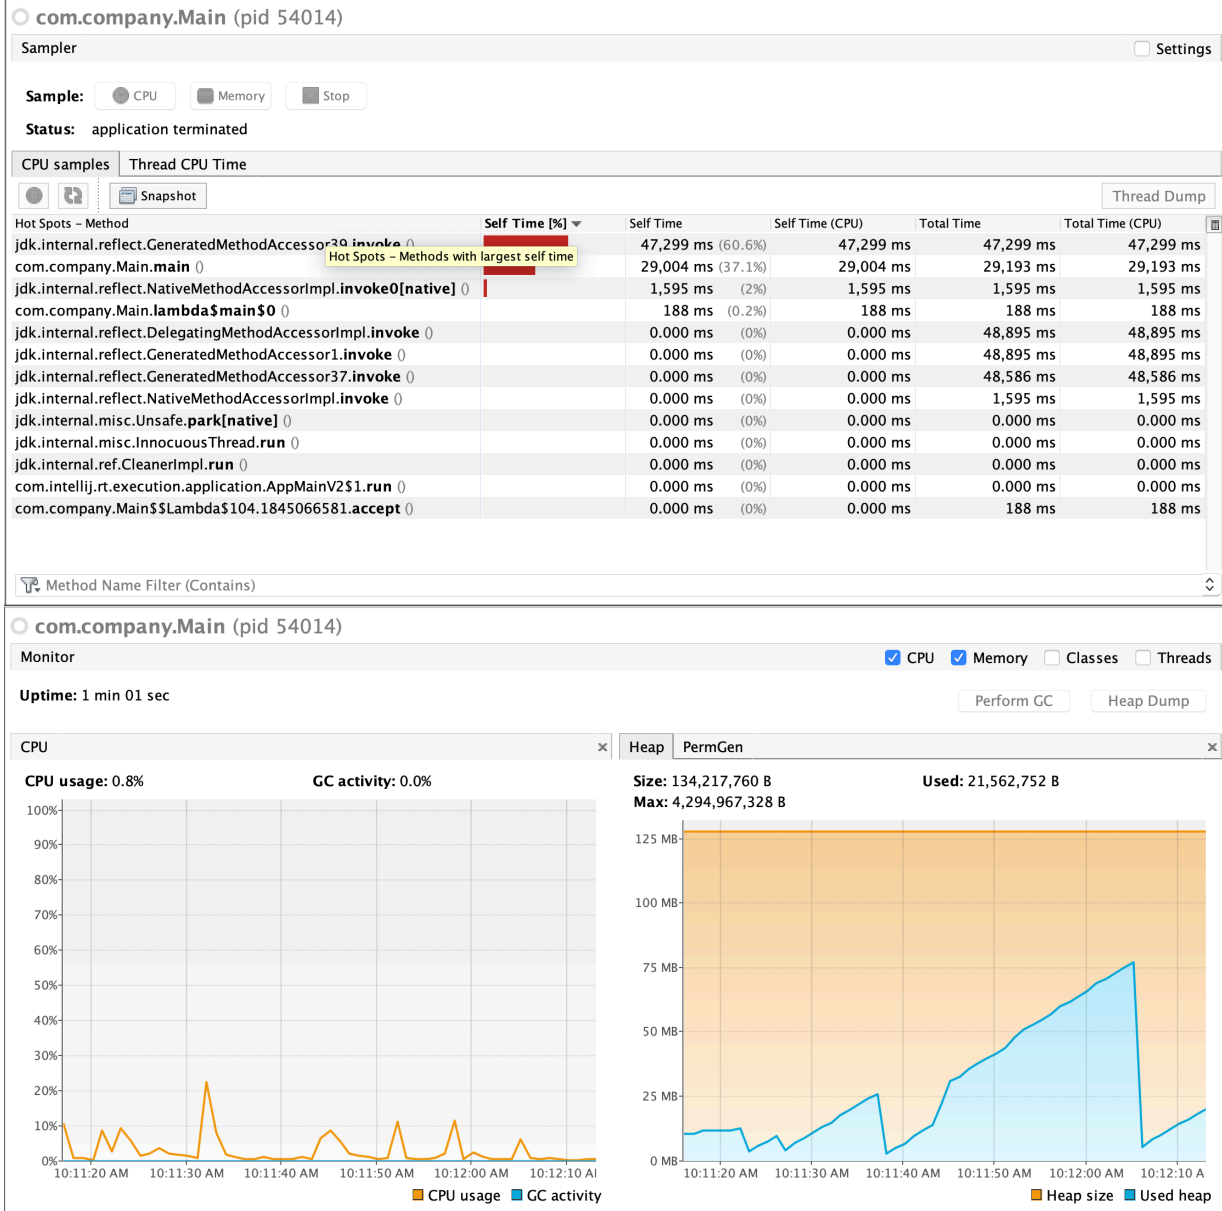 com.company.Main (pid 54014)
Sampler Settings
Sample: CPU Memory Stop
Status: application terminated
CPU samples Thread CPU Time
Snapshot Thread Dump
Hot Spots – Method Self Time [%] Self Time Self Time (CPU) Total Time Total Time (CPU)
jdk.internal.reflect.GeneratedMethodAccessor39.invoke () 47,299 ms (60.6%) 47,299 ms 47,299 ms 47,299 ms
Hot Spots – Methods with largest self time
com.company.Main.main () 29,004 ms (37.1%) 29,004 ms 29,193 ms 29,193 ms
jdk.internal.reflect.NativeMethodAccessorImpl.invoke0[native] () 1,595 ms (2%) 1,595 ms 1,595 ms 1,595 ms
com.company.Main.lambda$main$0 () 188 ms (0.2%) 188 ms 188 ms 188 ms
jdk.internal.reflect.DelegatingMethodAccessorImpl.invoke () 0.000 ms (0%) 0.000 ms 48,895 ms 48,895 ms
jdk.internal.reflect.GeneratedMethodAccessor1.invoke () 0.000 ms (0%) 0.000 ms 48,895 ms 48,895 ms
jdk.internal.reflect.GeneratedMethodAccessor37.invoke () 0.000 ms (0%) 0.000 ms 48,586 ms 48,586 ms
jdk.internal.reflect.NativeMethodAccessorImpl.invoke () 0.000 ms (0%) 0.000 ms 1,595 ms 1,595 ms
jdk.internal.misc.Unsafe.park[native] () 0.000 ms (0%) 0.000 ms 0.000 ms 0.000 ms
jdk.internal.misc.InnocuousThread.run () 0.000 ms (0%) 0.000 ms 0.000 ms 0.000 ms
jdk.internal.ref.CleanerImpl.run () 0.000 ms (0%) 0.000 ms 0.000 ms 0.000 ms
com.intellij.rt.execution.application.AppMainV2$1.run () 0.000 ms (0%) 0.000 ms 0.000 ms 0.000 ms
com.company.Main$$Lambda$104.1845066581.accept () 0.000 ms (0%) 0.000 ms 188 ms 188 ms
Method Name Filter (Contains)
com.company.Main (pid 54014)
Monitor CPU Memory Classes Threads
Uptime: 1 min 01 sec Perform GC Heap Dump
CPU
CPU usage: 0.8% GC activity: 0.0%
100%
90%
80%
70%
60%
50%
40%
30%
20%
10%
0%
10:11:20 AM 10:11:30 AM 10:11:40 AM 10:11:50 AM 10:12:00 AM 10:12:10 AM
CPU usage GC activity
Heap PermGen
Size: 134,217,760 B Used: 21,562,752 B
Max: 4,294,967,328 B
125 MB
100 MB
75 MB
50 MB
25 MB
0 MB
10:11:20 AM 10:11:30 AM 10:11:40 AM 10:11:50 AM 10:12:00 AM 10:12:10 A
Heap size Used heap